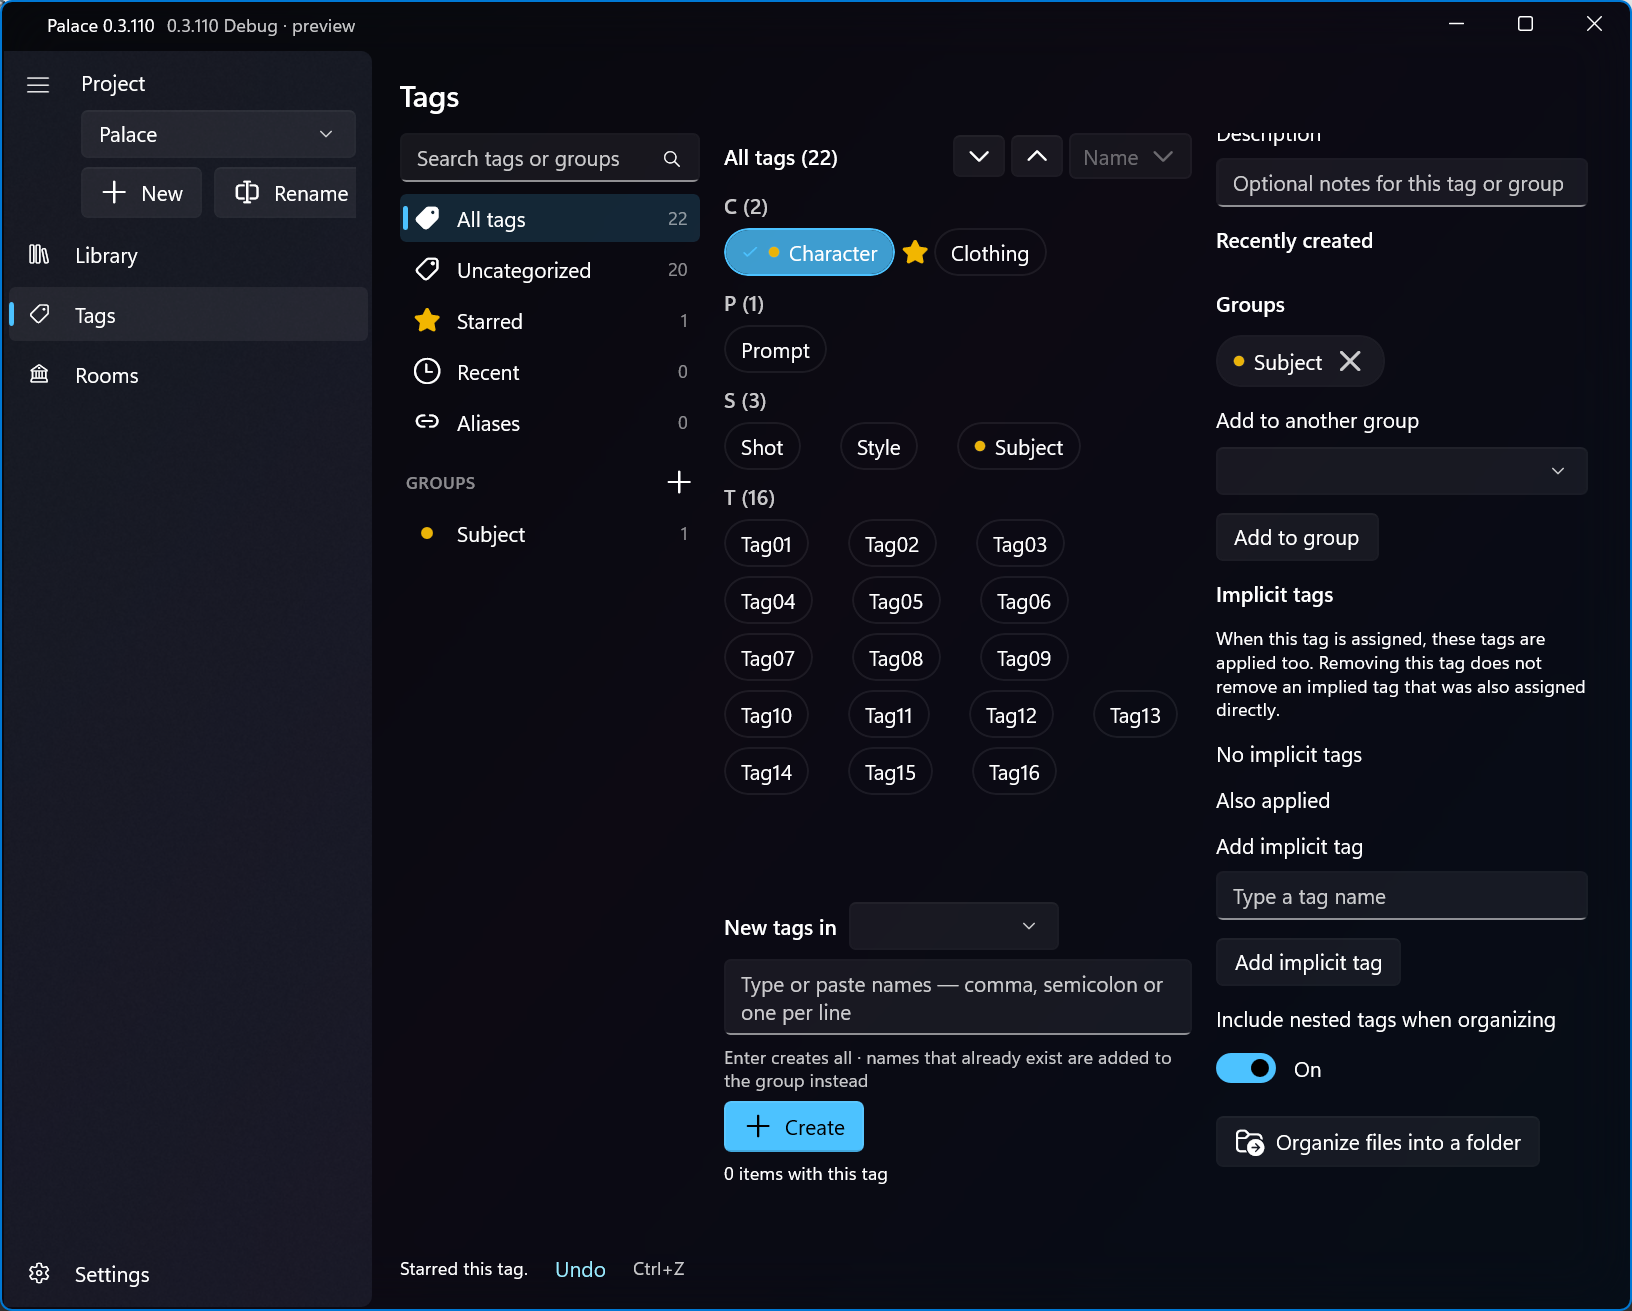 Palace 0.3.110 0.3.110 Debug · preview
Project
Palace
New
Rename
Library
Tags
Rooms
Settings
Tags
Search tags or groups
All tags 22
Uncategorized 20
Starred 1
Recent 0
Aliases 0
GROUPS
Subject 1
All tags (22)
Name
C (2)
Character
Clothing
P (1)
Prompt
S (3)
Shot Style Subject
T (16)
Tag01 Tag02 Tag03
Tag04 Tag05 Tag06
Tag07 Tag08 Tag09
Tag10 Tag11 Tag12 Tag13
Tag14 Tag15 Tag16
New tags in
Type or paste names — comma, semicolon or
one per line
Enter creates all · names that already exist are added to
the group instead
Create
0 items with this tag
Description
Optional notes for this tag or group
Recently created
Groups
Subject
Add to another group
Add to group
Implicit tags
When this tag is assigned, these tags are
applied too. Removing this tag does not
remove an implied tag that was also assigned
directly.
No implicit tags
Also applied
Add implicit tag
Type a tag name
Add implicit tag
Include nested tags when organizing
On
Organize files into a folder
Starred this tag. Undo Ctrl+Z